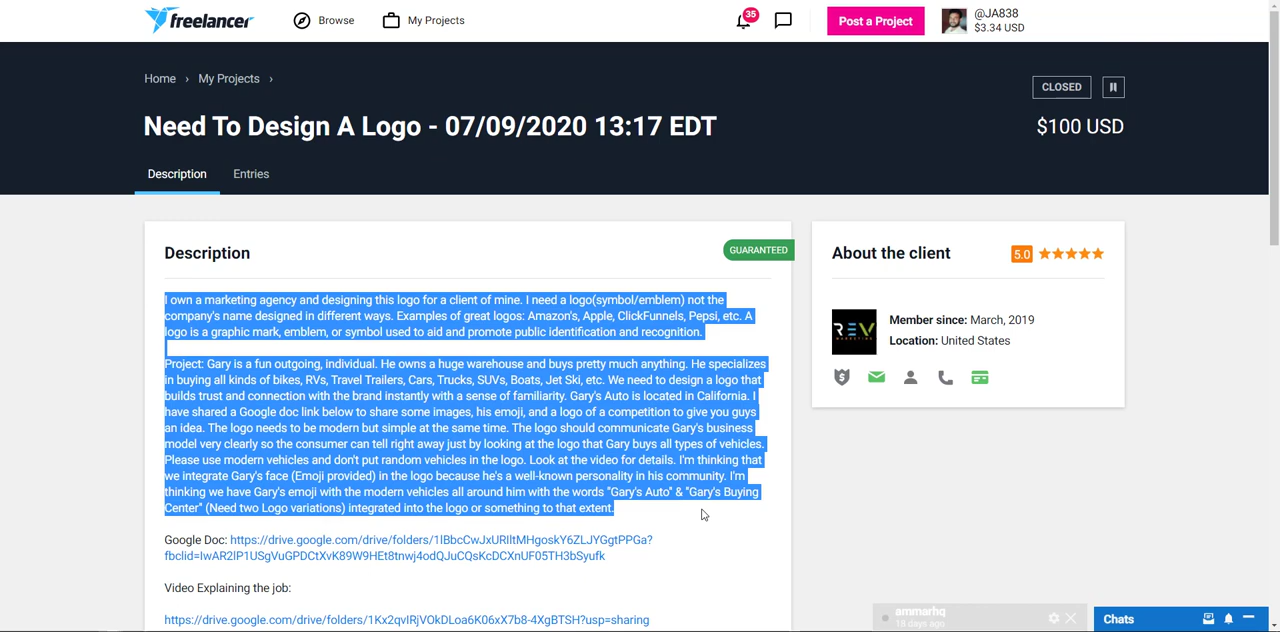 freelancer
Browse
My Projects
35
Post a Project
@JA838
$3.34 USD
Home › My Projects ›
CLOSED
Need To Design A Logo - 07/09/2020 13:17 EDT
$100 USD
Description
Entries
Description
GUARANTEED
I own a marketing agency and designing this logo for a client of mine. I need a logo(symbol/emblem) not the
company's name designed in different ways. Examples of great logos: Amazon's, Apple, ClickFunnels, Pepsi, etc. A
logo is a graphic mark, emblem, or symbol used to aid and promote public identification and recognition.
Project: Gary is a fun outgoing, individual. He owns a huge warehouse and buys pretty much anything. He specializes
in buying all kinds of bikes, RVs, Travel Trailers, Cars, Trucks, SUVs, Boats, Jet Ski, etc. We need to design a logo that
builds trust and connection with the brand instantly with a sense of familiarity. Gary's Auto is located in California. I
have shared a Google doc link below to share some images, his emoji, and a logo of a competition to give you guys
an idea. The logo needs to be modern but simple at the same time. The logo should communicate Gary's business
model very clearly so the consumer can tell right away just by looking at the logo that Gary buys all types of vehicles.
Please use modern vehicles and don't put random vehicles in the logo. Look at the video for details. I'm thinking that
we integrate Gary's face (Emoji provided) in the logo because he's a well-known personality in his community. I'm
thinking we have Gary's emoji with the modern vehicles all around him with the words "Gary's Auto" & "Gary's Buying
Center" (Need two Logo variations) integrated into the logo or something to that extent.
Google Doc: https://drive.google.com/drive/folders/1lBbcCwJxURlltMHgoskY6ZLJYGgtPPGa?
fbclid=IwAR2lP1USgVuGPDCtXvK89W9HEt8tnwj4odQJuCQsKcDCXnUF05TH3bSyufk
Video Explaining the job:
https://drive.google.com/drive/folders/1Kx2qvIRjVOkDLoa6K06xX7b8-4XgBTSH?usp=sharing
About the client
5.0
REV
MARKETING
Member since: March, 2019
Location: United States
ammarhq
18 days ago
Chats